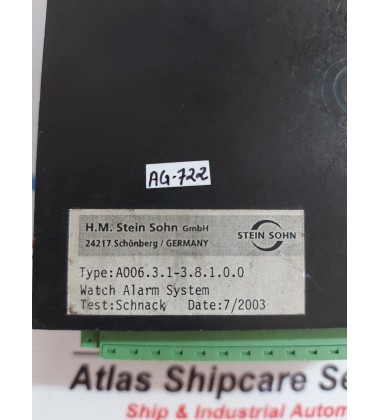 AG-722
H.M. Stein Sohn GmbH
24217 Schönberg / GERMANY
STEIN SOHN
Type:A006.3.1-3.8.1.0.0
Watch Alarm System
Test:Schnack Date:7/2003
Atlas Shipcare Se
Ship & Industrial Autom